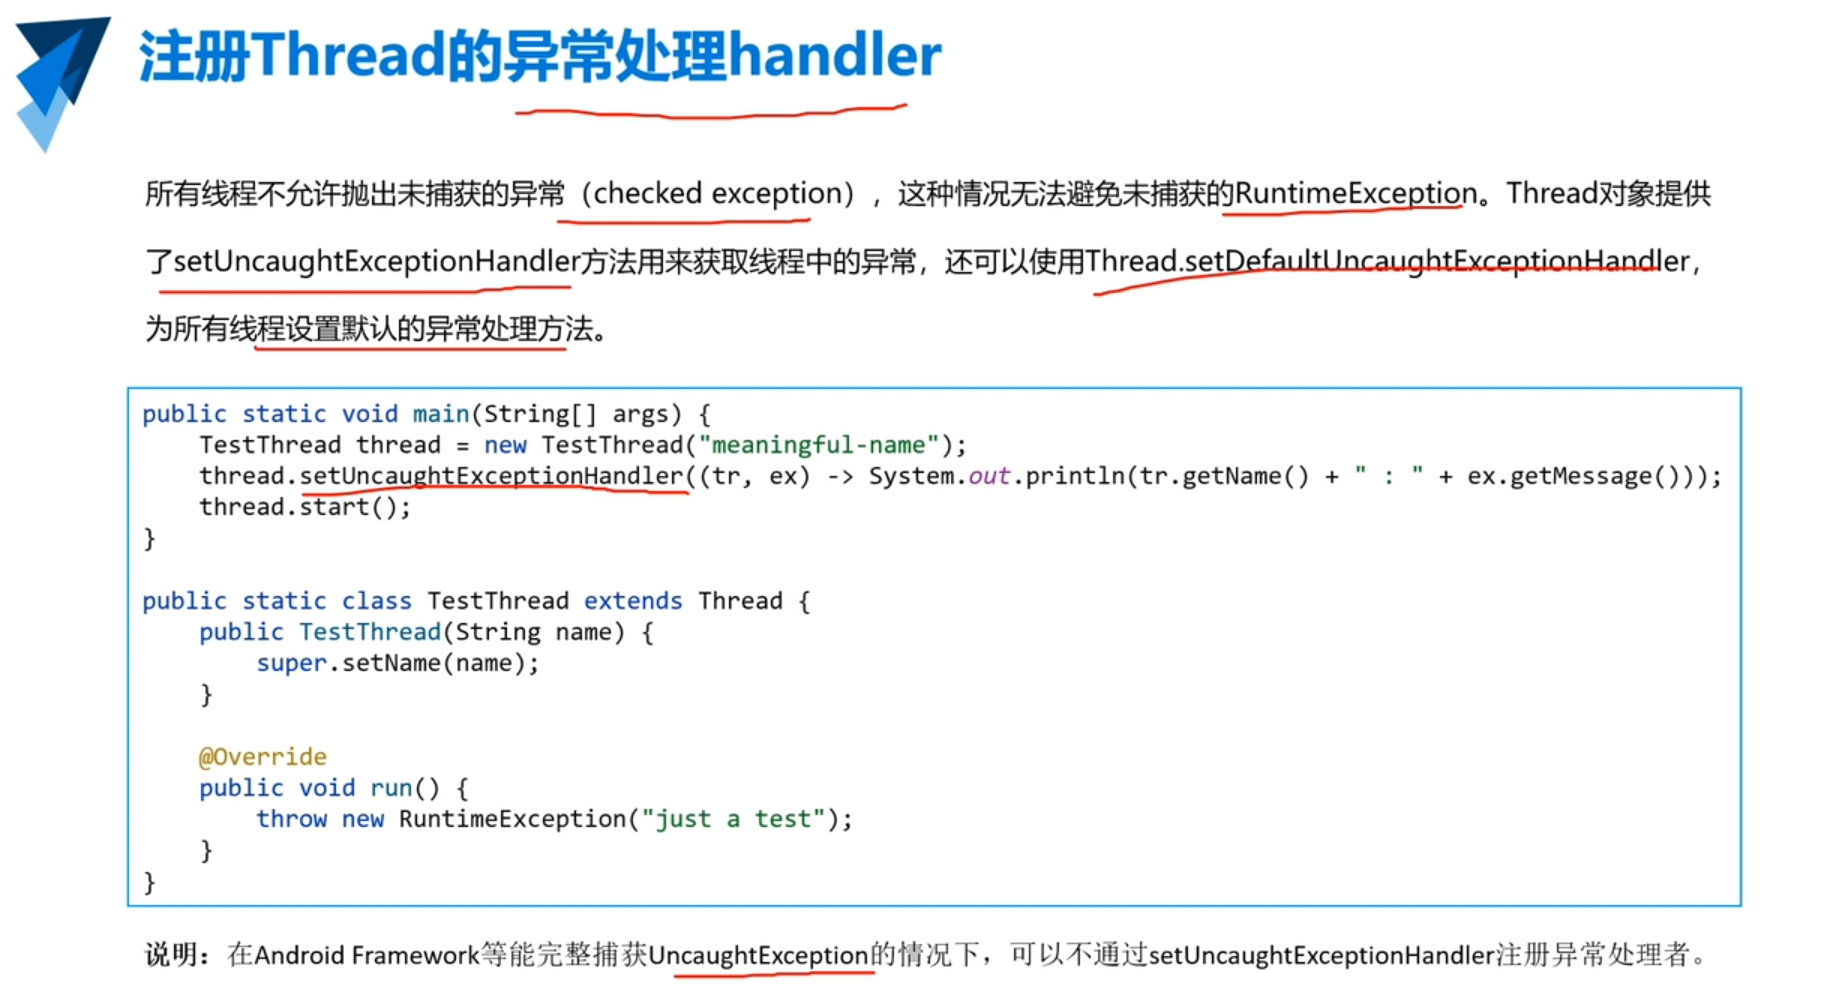 注册Thread的异常处理handler
所有线程不允许抛出未捕获的异常（checked exception），这种情况无法避免未捕获的RuntimeException。Thread对象提供
了setUncaughtExceptionHandler方法用来获取线程中的异常，还可以使用Thread.setDefaultUncaughtExceptionHandler，
为所有线程设置默认的异常处理方法。
public static void main(String[] args) {
    TestThread thread = new TestThread("meaningful-name");
    thread.setUncaughtExceptionHandler((tr, ex) -> System.out.println(tr.getName() + " : " + ex.getMessage()));
    thread.start();
}
public static class TestThread extends Thread {
    public TestThread(String name) {
        super.setName(name);
    }
    @Override
    public void run() {
        throw new RuntimeException("just a test");
    }
}
说明：在Android Framework等能完整捕获UncaughtException的情况下，可以不通过setUncaughtExceptionHandler注册异常处理者。